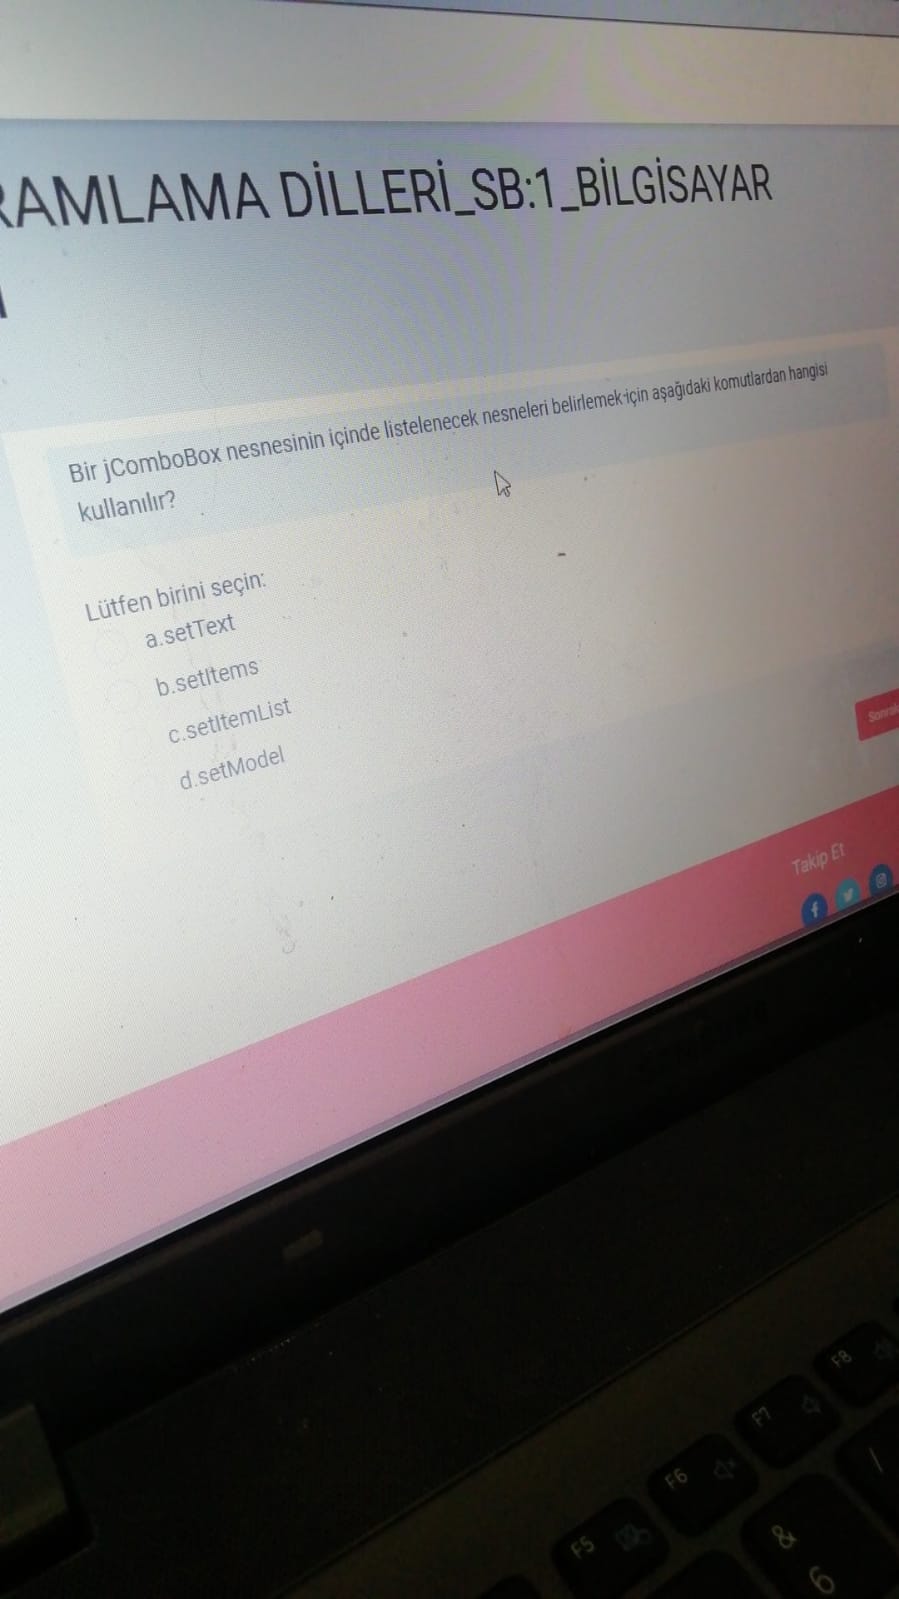 RAMLAMA DİLLERİ_SB:1_BİLGİSAYAR
Bir jComboBox nesnesinin içinde listelenecek nesneleri belirlemek için aşağıdaki komutlardan hangisi
kullanılır?
Lütfen birini seçin:
a.setText
b.setItems
c.setItemList
d.setModel
Sonrak
Takip Et
F5
F6
F7
F8
&
6
/